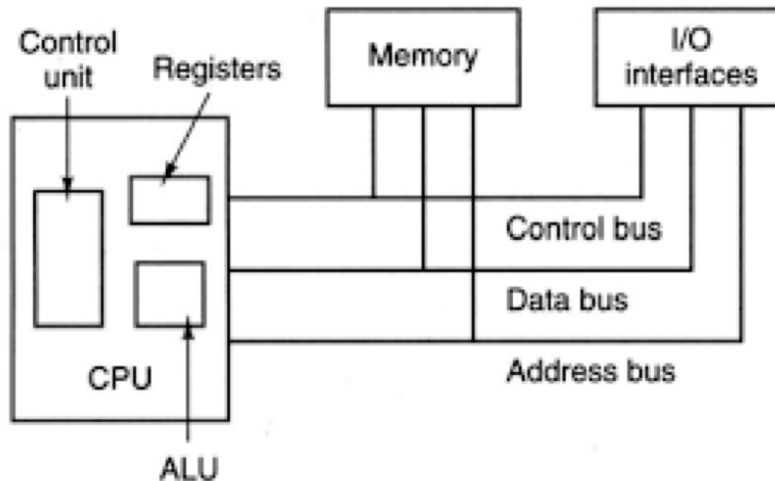 Control
unit
Registers
Memory
I/O
interfaces
Control bus
Data bus
Address bus
CPU
ALU